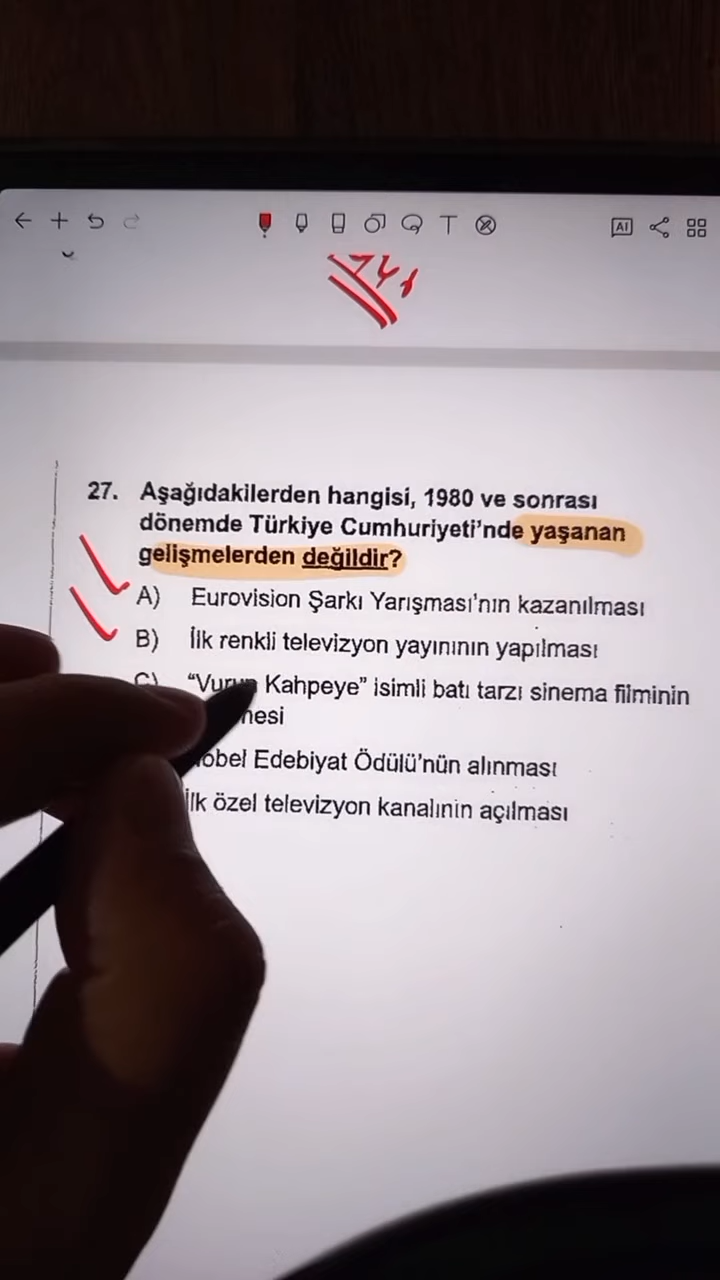 AI
T
27. Aşağıdakilerden hangisi, 1980 ve sonrası
dönemde Türkiye Cumhuriyeti’nde yaşanan
gelişmelerden değildir?
A) Eurovision Şarkı Yarışması’nın kazanılması
B) İlk renkli televizyon yayınının yapılması
C) “Vurun Kahpeye” isimli batı tarzı sinema filminin
Edebiyat Ödülü’nün alınması
İlk özel televizyon kanalının açılması